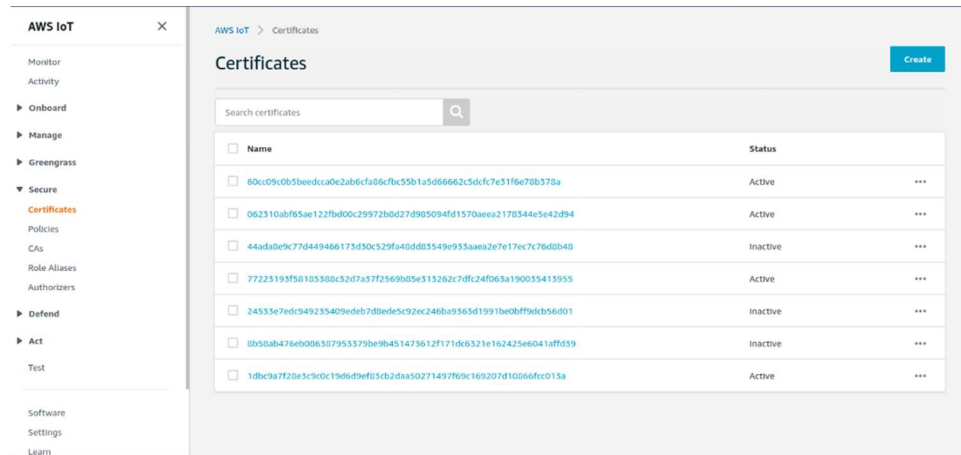 AWS IoT
Monitor
Activity
Onboard
Manage
Greengrass
Secure
Certificates
Policies
CAs
Role Aliases
Authorizers
Defend
Act
Test
Software
Settings
Learn
AWS IoT > Certificates
Certificates
Create
Search certificates
Name Status
60cc09c0b5beedcca0e2ab6cfa86cfbc55b1a5d66662c5dcfc7e31f6e78b378a Active
062310abf65ae122fbd00c29972b8d27d985094fd1570aeea2178344e5e42d94 Active
44ada8e9c77d449466173d30c529fa48dd83549e933aaea2e7e17ec7c76d8b48 Inactive
77223193f58185388c32d7a37f2569b85e313262c7dfc24f063a190035413955 Active
24533e7edc949235409edeb7d8ede5c92ec246ba9363d1991be0bff9dcb56d01 Inactive
8b58ab476eb086387953379be9b451473612f171dc6321e162425e6041affd39 Inactive
1dbc9a7f28e3c9c0c19d6d9ef83cb2daa50271497f69c169207d10866fcc013a Active